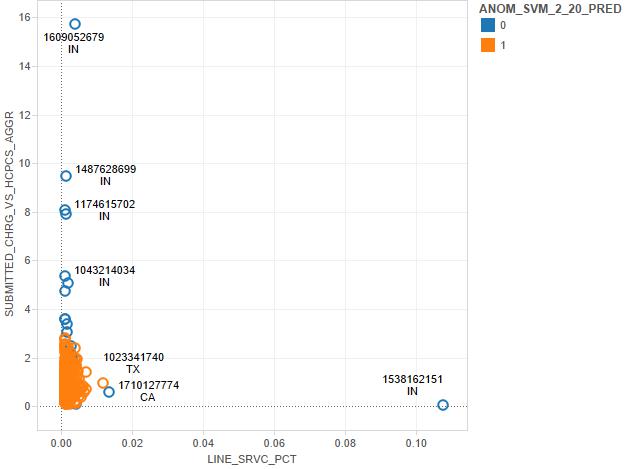 ANOM_SVM_2_20_PRED
0
1
SUBMITTED_CHRG_VS_HCPCS_AGGR
16
14
12
10
8
6
4
2
0
1609052679
IN
1487628699
IN
1174615702
IN
1043214034
IN
1023341740
TX
1710127774
CA
1538162151
IN
0.00
0.02
0.04
0.06
0.08
0.10
LINE_SRVC_PCT